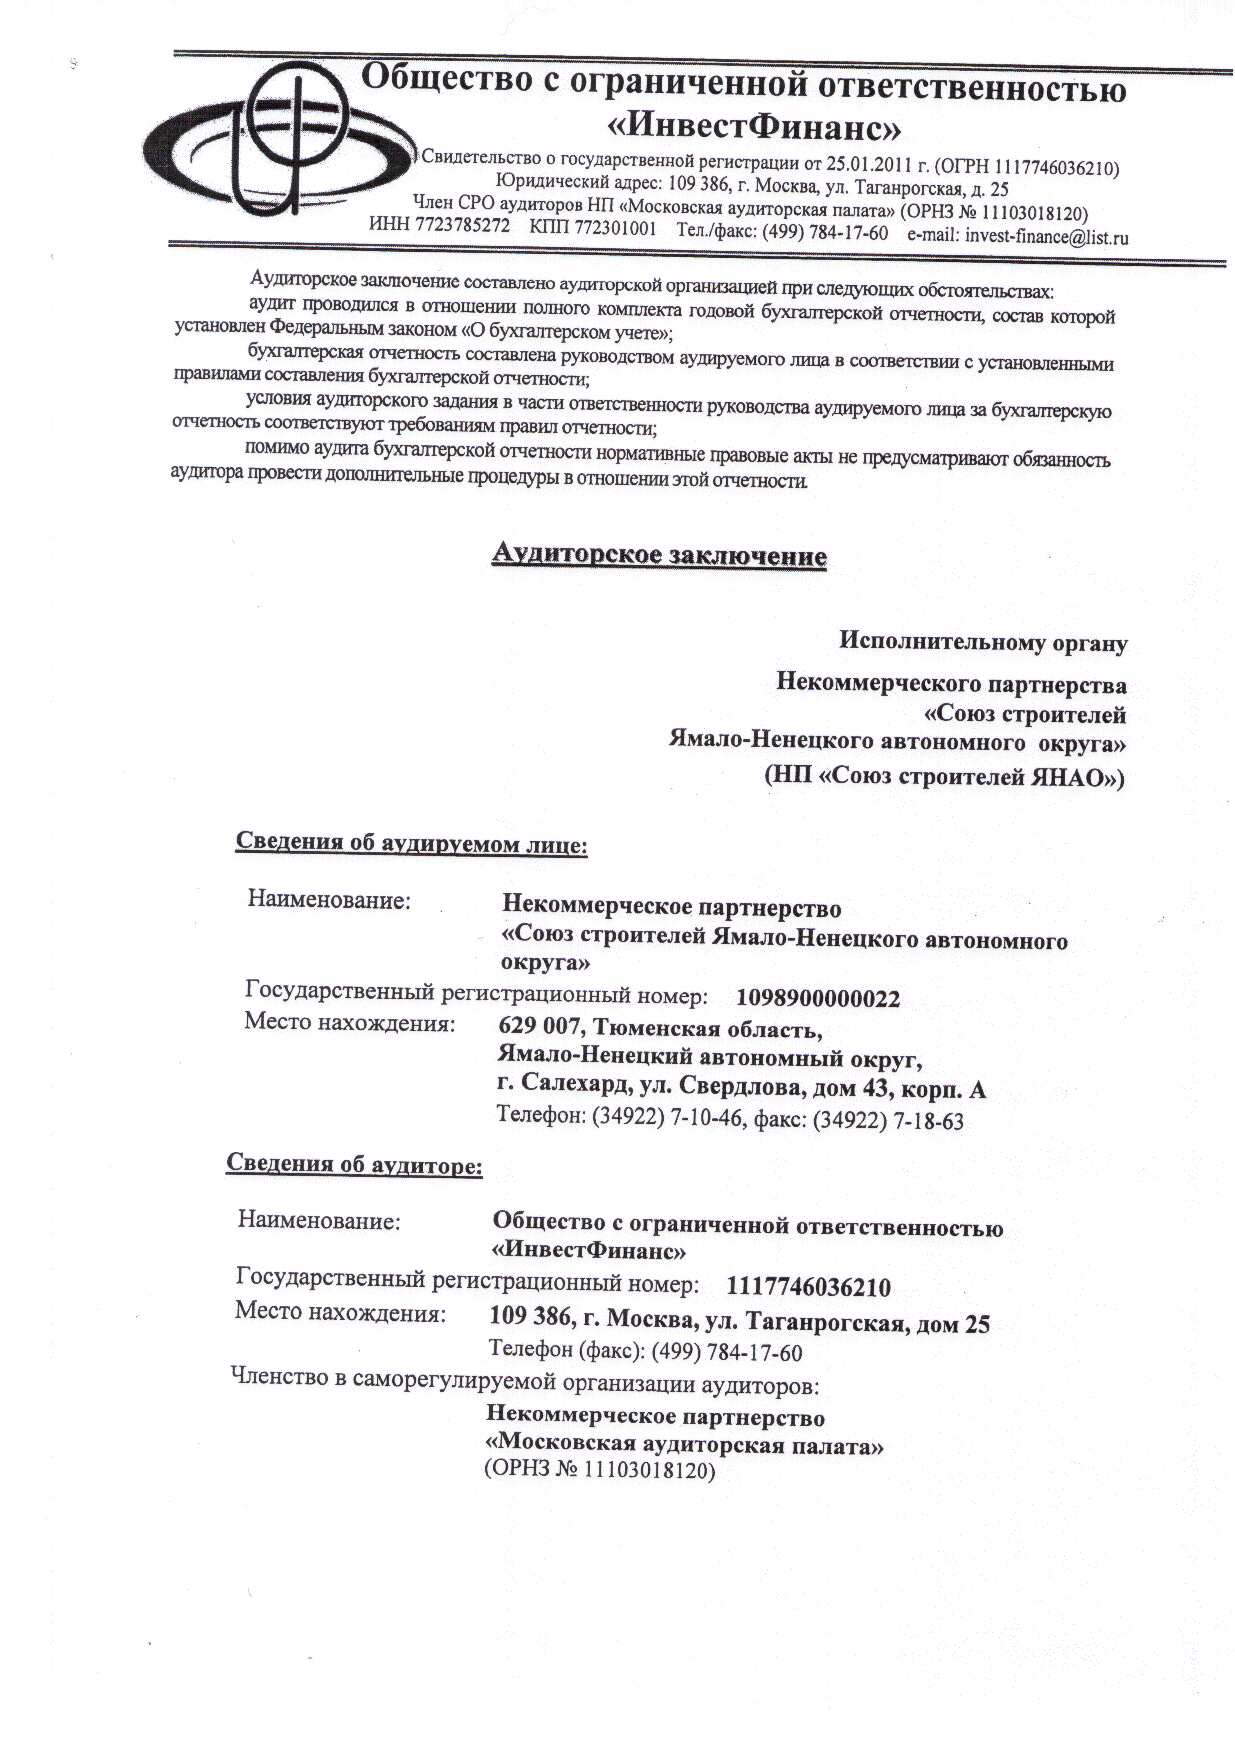 Общество с ограниченной ответственностью
«ИнвестФинанс»
Свидетельство о государственной регистрации от 25.01.2011 г. (ОГРН 1117746036210)
Юридический адрес: 109 386, г. Москва, ул. Таганрогская, д. 25
Член СРО аудиторов НП «Московская аудиторская палата» (ОРНЗ № 11103018120)
ИНН 7723785272 КПП 772301001 Тел./факс: (499) 784-17-60 e-mail: invest-finance@list.ru
Аудиторское заключение составлено аудиторской организацией при следующих обстоятельствах:
аудит проводился в отношении полного комплекта годовой бухгалтерской отчетности, состав которой
установлен Федеральным законом «О бухгалтерском учете»;
бухгалтерская отчетность составлена руководством аудируемого лица в соответствии с установленными
правилами составления бухгалтерской отчетности;
условия аудиторского задания в части ответственности руководства аудируемого лица за бухгалтерскую
отчетность соответствуют требованиям правил отчетности;
помимо аудита бухгалтерской отчетности нормативные правовые акты не предусматривают обязанность
аудитора провести дополнительные процедуры в отношении этой отчетности.
Аудиторское заключение
Исполнительному органу
Некоммерческого партнерства
«Союз строителей
Ямало-Ненецкого автономного округа»
(НП «Союз строителей ЯНАО»)
Сведения об аудируемом лице:
Наименование: Некоммерческое партнерство
«Союз строителей Ямало-Ненецкого автономного
округа»
Государственный регистрационный номер: 1098900000022
Место нахождения: 629 007, Тюменская область,
Ямало-Ненецкий автономный округ,
г. Салехард, ул. Свердлова, дом 43, корп. А
Телефон: (34922) 7-10-46, факс: (34922) 7-18-63
Сведения об аудиторе:
Наименование: Общество с ограниченной ответственностью
«ИнвестФинанс»
Государственный регистрационный номер: 1117746036210
Место нахождения: 109 386, г. Москва, ул. Таганрогская, дом 25
Телефон (факс): (499) 784-17-60
Членство в саморегулируемой организации аудиторов:
Некоммерческое партнерство
«Московская аудиторская палата»
(ОРНЗ № 11103018120)